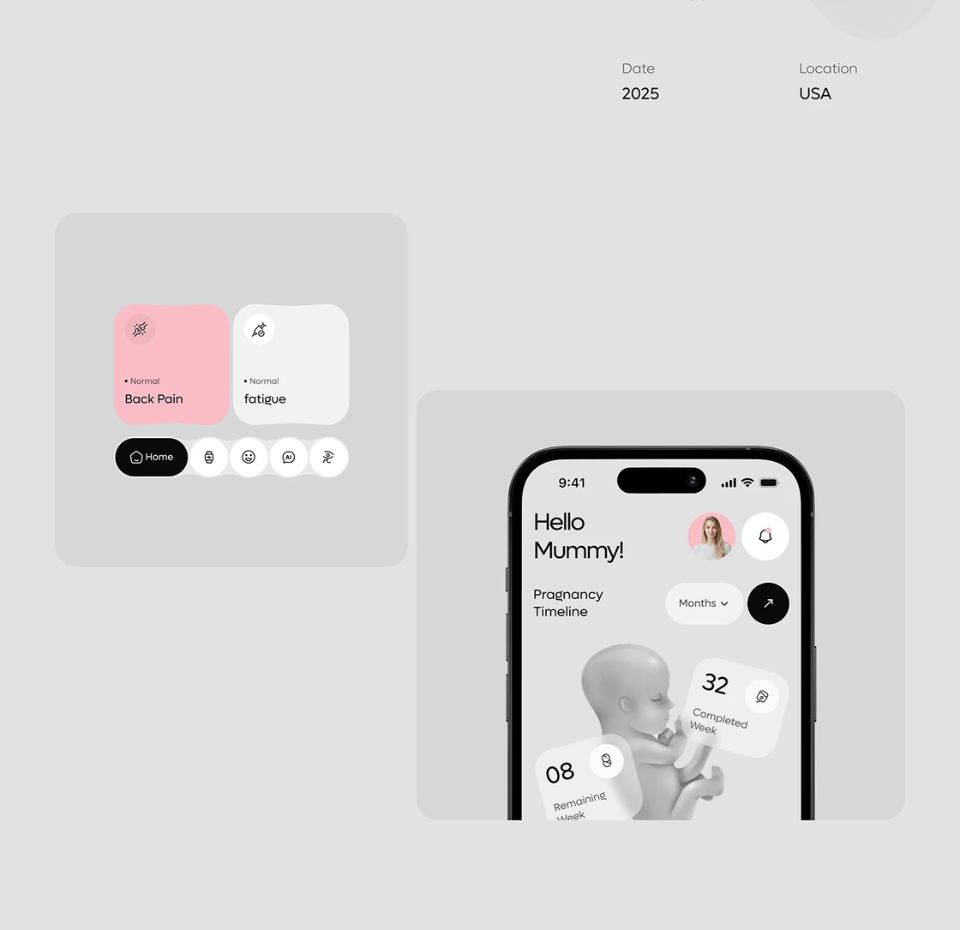 Date
2025
Location
USA
• Normal
Back Pain
• Normal
fatigue
Home
AI
9:41
Hello
Mummy!
Pragnancy
Timeline
Months
32
Completed
Week
08
Remaining
Week